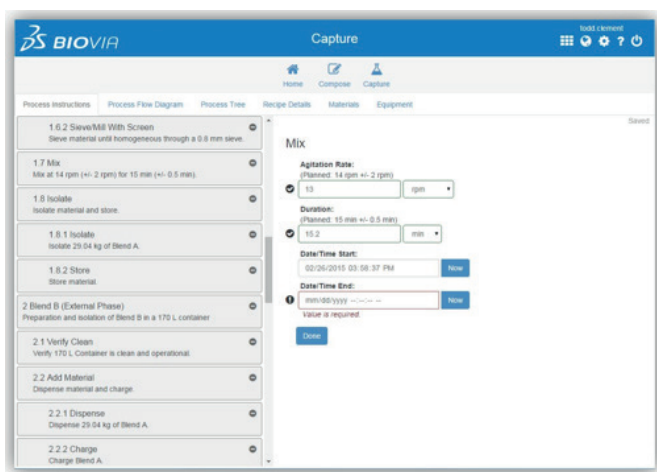 BIOVIA
Capture
todd.clement
Home Compose Capture
Process Instructions Process Flow Diagram Process Tree Recipe Details Materials Equipment
Saved
1.6.2 Sieve/Mill With Screen
Sieve material until homogeneous through a 0.8 mm sieve.
1.7 Mix
Mix at 14 rpm (+/- 2 rpm) for 15 min (+/- 0.5 min).
1.8 Isolate
Isolate material and store.
1.8.1 Isolate
Isolate 29.04 kg of Blend A.
1.8.2 Store
Store material.
2 Blend B (External Phase)
Preparation and isolation of Blend B in a 170 L container
2.1 Verify Clean
Verify 170 L Container is clean and operational.
2.2 Add Material
Dispense material and charge.
2.2.1 Dispense
Dispense 29.04 kg of Blend A.
2.2.2 Charge
Charge Blend A.
Mix
Agitation Rate:
(Planned: 14 rpm +/- 2 rpm)
13 rpm
Duration:
(Planned: 15 min +/- 0.5 min)
15.2 min
Date/Time Start:
02/26/2015 03:58:37 PM Now
Date/Time End:
mm/dd/yyyy --:--:-- -- Now
Value is required.
Done